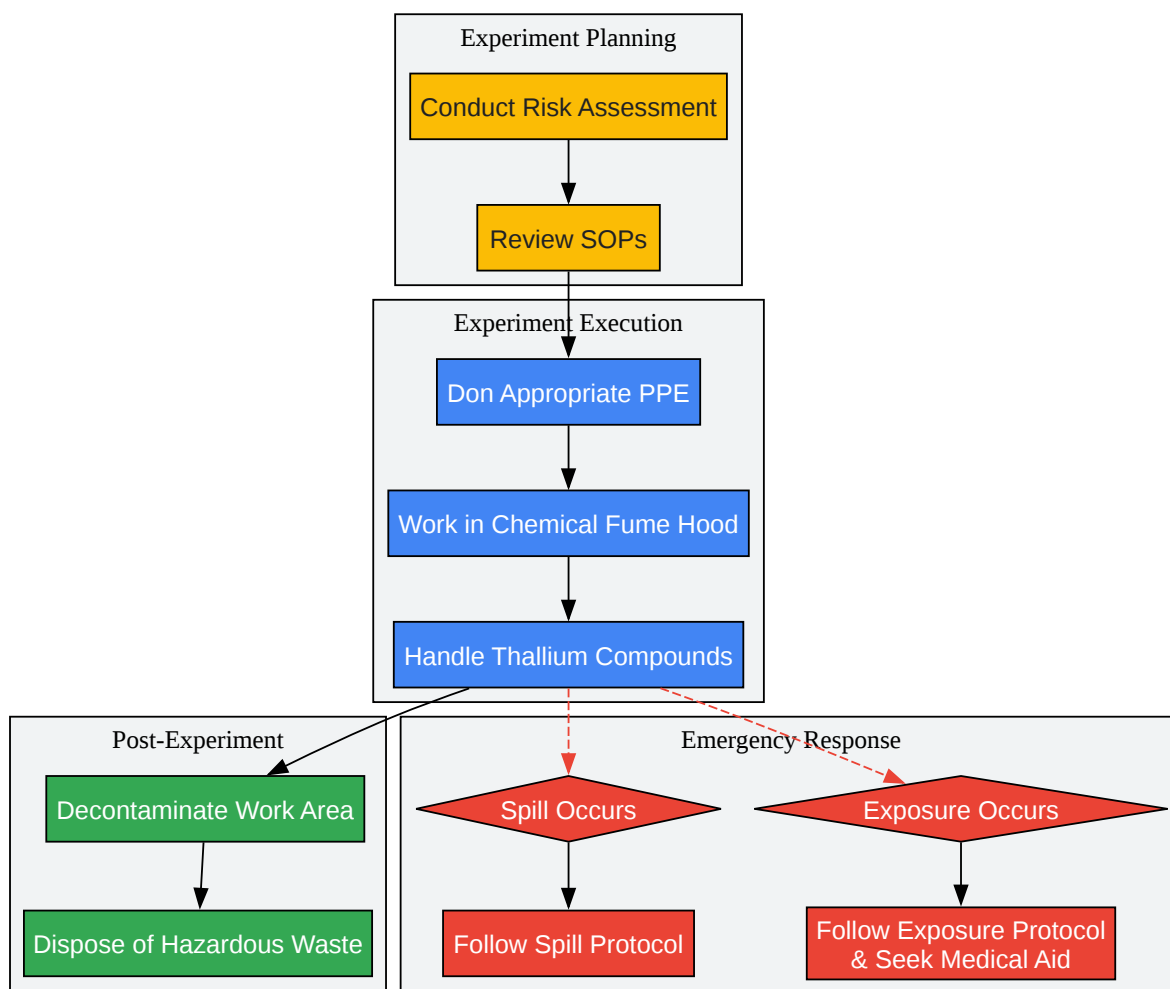 Experiment Planning
Conduct Risk Assessment
Review SOPs
Experiment Execution
Don Appropriate PPE
Work in Chemical Fume Hood
Handle Thallium Compounds
Post-Experiment
Decontaminate Work Area
Dispose of Hazardous Waste
Emergency Response
Spill Occurs
Exposure Occurs
Follow Spill Protocol
Follow Exposure Protocol
& Seek Medical Aid